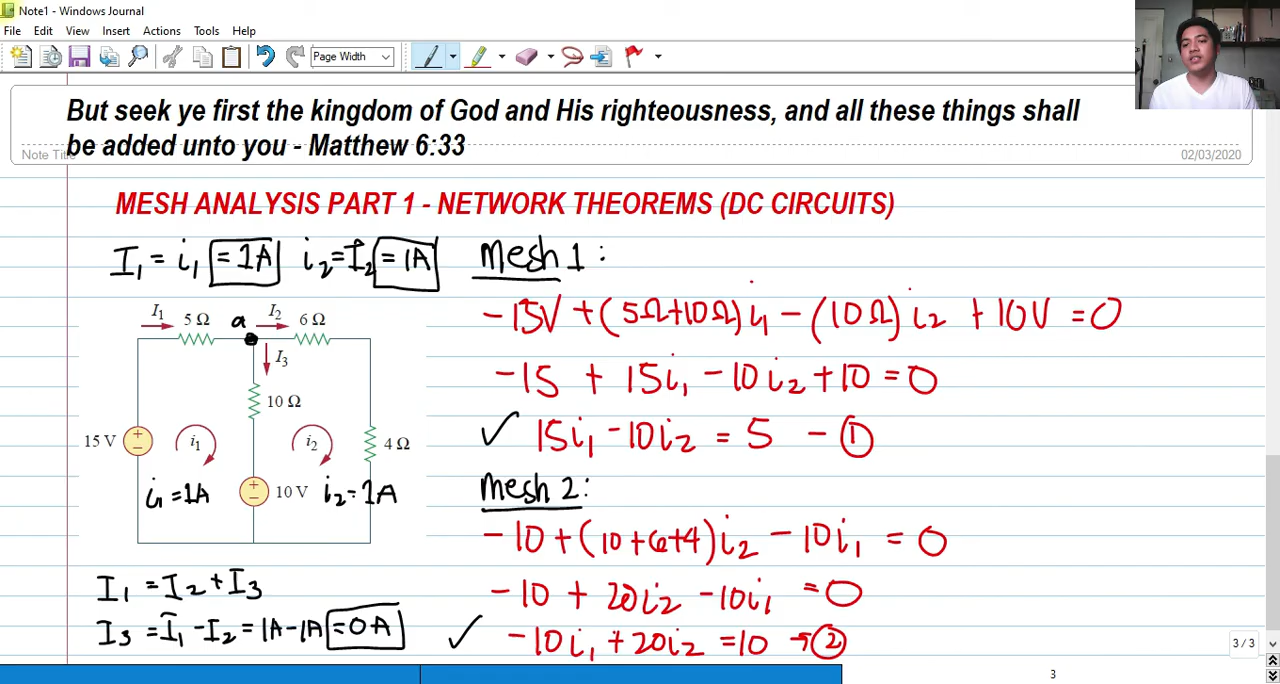 Note1 - Windows Journal
File Edit View Insert Actions Tools Help
Page Width
But seek ye first the kingdom of God and His righteousness, and all these things shall
be added unto you - Matthew 6:33
Note Title
02/03/2020
MESH ANALYSIS PART 1 - NETWORK THEOREMS (DC CIRCUITS)
I₁ = i₁ = 1A i₂ = I₂ = 1A
Mesh 1:
-15V + (5Ω+10Ω)i₁ - (10Ω)i₂ + 10V = 0
-15 + 15i₁ - 10i₂ + 10 = 0
✓ 15i₁ - 10i₂ = 5 - ①
Mesh 2:
-10 + (10+6+4)i₂ - 10i₁ = 0
-10 + 20i₂ - 10i₁ = 0
✓ -10i₁ + 20i₂ = 10 → ②
I₁ 5 Ω a I₂ 6 Ω
I₃
10 Ω
15 V + − i₁ i₂ 4 Ω
i₁ = 1A + − 10 V i₂ = 1A
I₁ = I₂ + I₃
I₃ = I₁ - I₂ = 1A - 1A = 0A
3 / 3
3